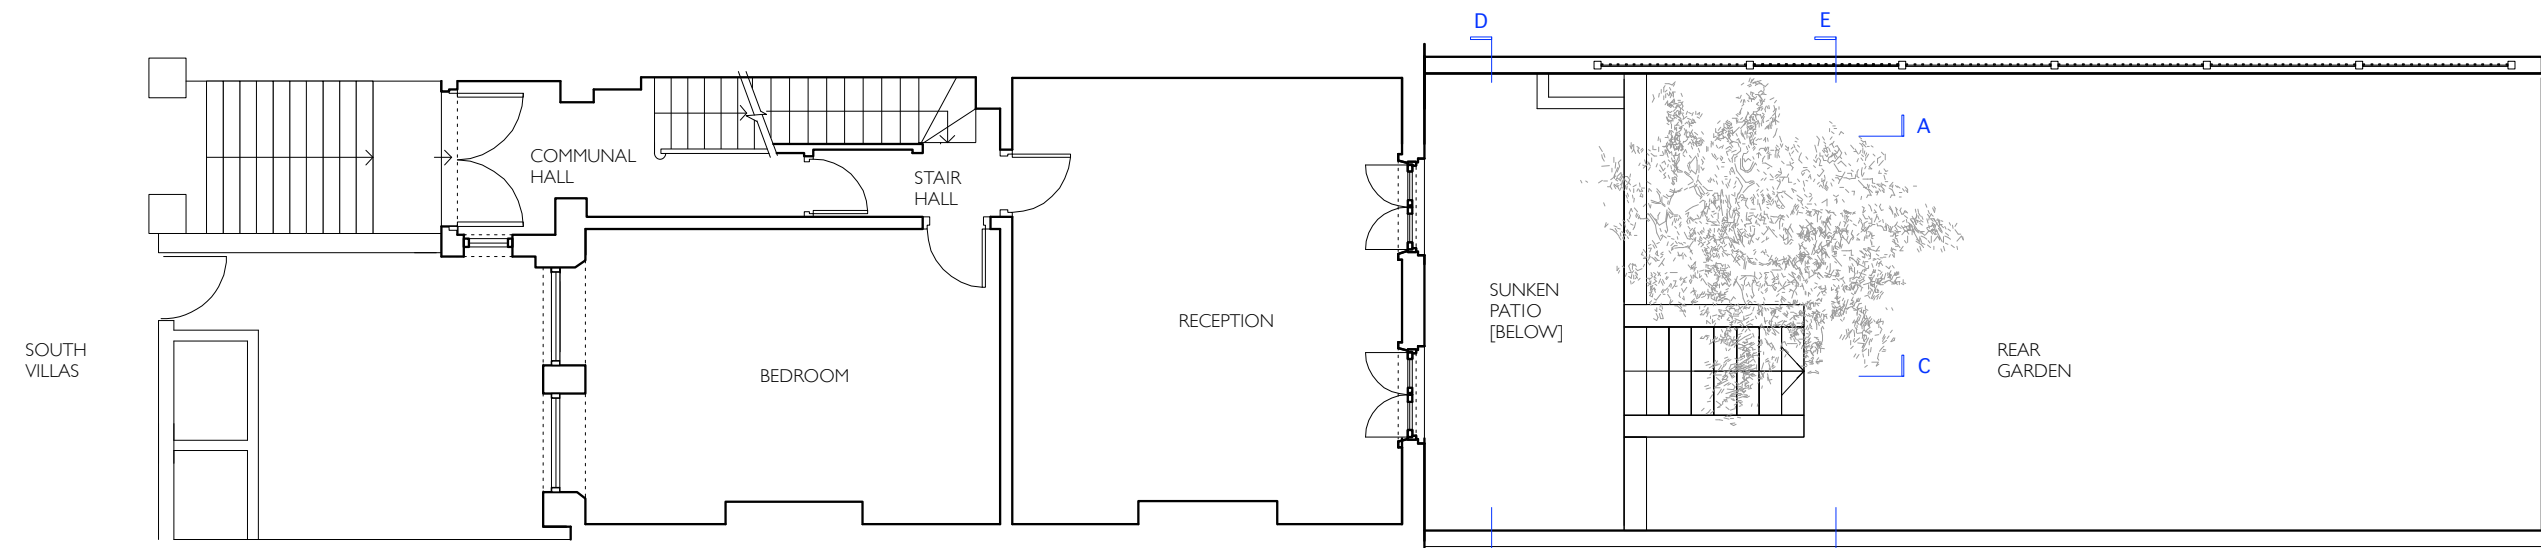 D
E
A
COMMUNAL
HALL
STAIR
HALL
SUNKEN
PATIO
[BELOW]
RECEPTION
SOUTH
VILLAS
BEDROOM
C
REAR
GARDEN